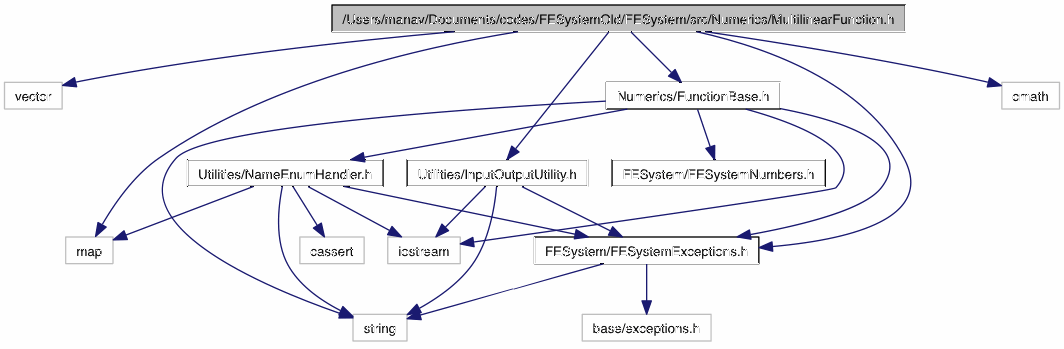 /Users/manav/Documents/codes/FESystemOld/FESystem/src/Numerics/MultilinearFunction.h
vector
Numerics/FunctionBase.h
cmath
Utilities/NameEnumHandler.h
Utilities/InputOutputUtility.h
FESystem/FESystemNumbers.h
map
cassert
iostream
FESystem/FESystemExceptions.h
string
base/exceptions.h